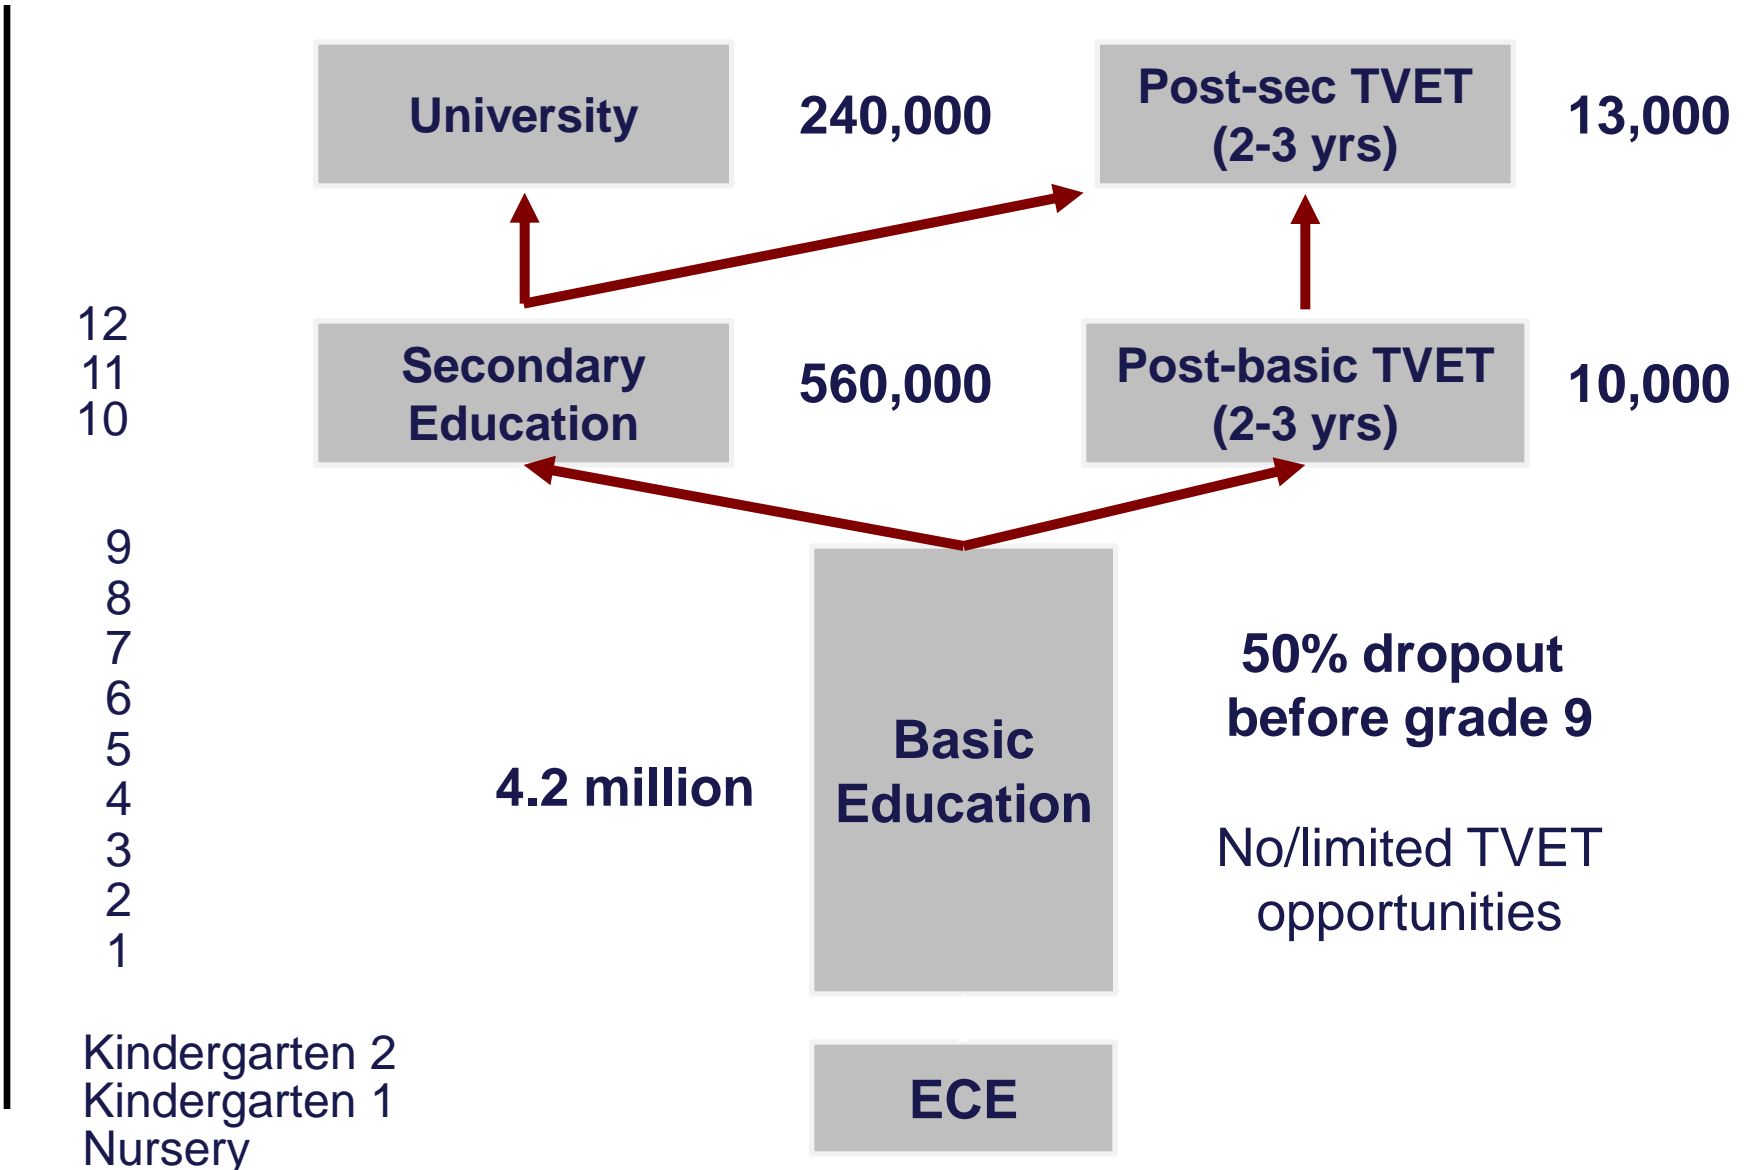 University
240,000
Post-sec TVET
(2-3 yrs)
13,000
12
11
10
Secondary
Education
560,000
Post-basic TVET
(2-3 yrs)
10,000
9
8
7
6
5
4
3
2
1
4.2 million
Basic
Education
50% dropout
before grade 9
No/limited TVET
opportunities
Kindergarten 2
Kindergarten 1
Nursery
ECE